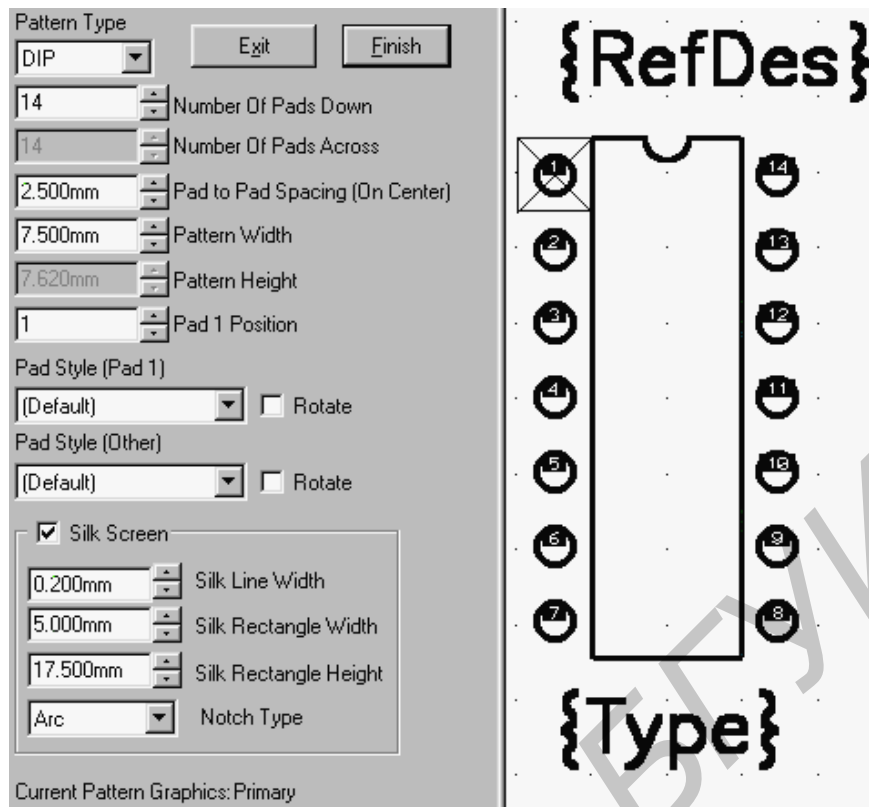 Pattern Type
DIP
Exit
Finish
14
Number Of Pads Down
14
Number Of Pads Across
2.500mm
Pad to Pad Spacing (On Center)
7.500mm
Pattern Width
7.620mm
Pattern Height
1
Pad 1 Position
Pad Style (Pad 1)
(Default)
Rotate
Pad Style (Other)
(Default)
Rotate
Silk Screen
0.200mm
Silk Line Width
5.000mm
Silk Rectangle Width
17.500mm
Silk Rectangle Height
Arc
Notch Type
Current Pattern Graphics: Primary
{RefDes}
1
14
2
13
3
12
4
11
5
10
6
9
7
8
{Type}